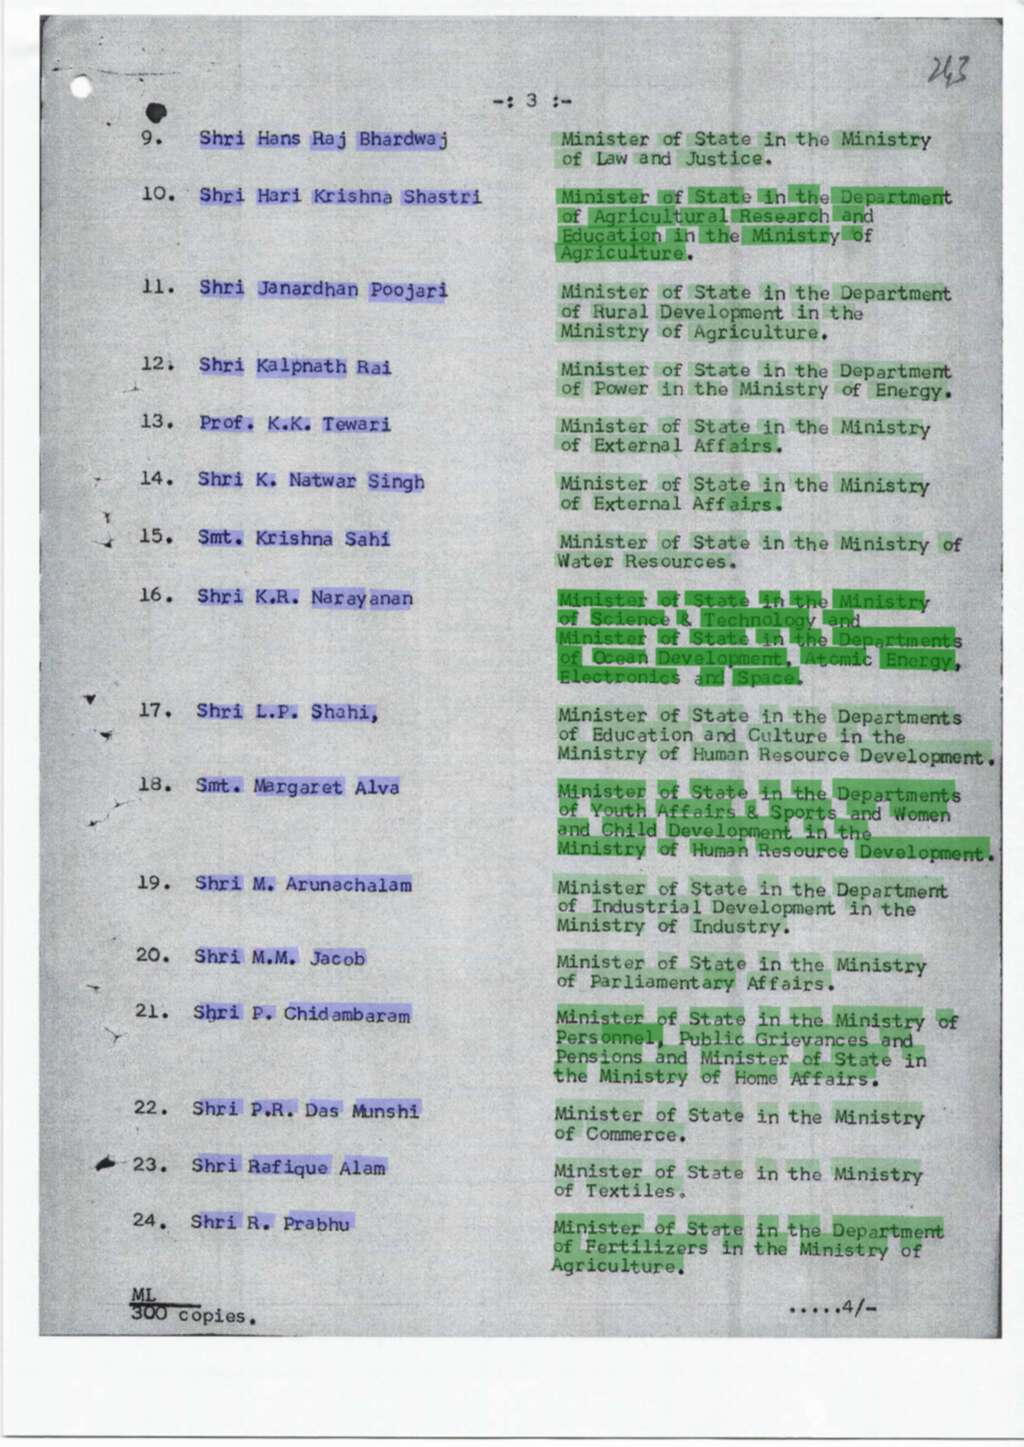 243
-: 3 :-
9. Shri Hans Raj Bhardwaj Minister of State in the Ministry
of Law and Justice.
10. Shri Hari Krishna Shastri Minister of State in the Department
of Agricultural Research and
Education in the Ministry of
Agriculture.
11. Shri Janardhan Poojari Minister of State in the Department
of Rural Development in the
Ministry of Agriculture.
12. Shri Kalpnath Rai Minister of State in the Department
of Power in the Ministry of Energy.
13. Prof. K.K. Tewari Minister of State in the Ministry
of External Affairs.
14. Shri K. Natwar Singh Minister of State in the Ministry
of External Affairs.
15. Smt. Krishna Sahi Minister of State in the Ministry of
Water Resources.
16. Shri K.R. Narayanan Minister of State in the Ministry
of Science & Technology and
Minister of State in the Departments
of Ocean Development, Atomic Energy,
Electronics and Space.
17. Shri L.P. Shahi, Minister of State in the Departments
of Education and Culture in the
Ministry of Human Resource Development.
18. Smt. Margaret Alva Minister of State in the Departments
of Youth Affairs & Sports and Women
and Child Development in the
Ministry of Human Resource Development.
19. Shri M. Arunachalam Minister of State in the Department
of Industrial Development in the
Ministry of Industry.
20. Shri M.M. Jacob Minister of State in the Ministry
of Parliamentary Affairs.
21. Shri P. Chidambaram Minister of State in the Ministry of
Personnel, Public Grievances and
Pensions and Minister of State in
the Ministry of Home Affairs.
22. Shri P.R. Das Munshi Minister of State in the Ministry
of Commerce.
23. Shri Rafique Alam Minister of State in the Ministry
of Textiles.
24. Shri R. Prabhu Minister of State in the Department
of Fertilizers in the Ministry of
Agriculture.
ML
300 copies.
.....4/-